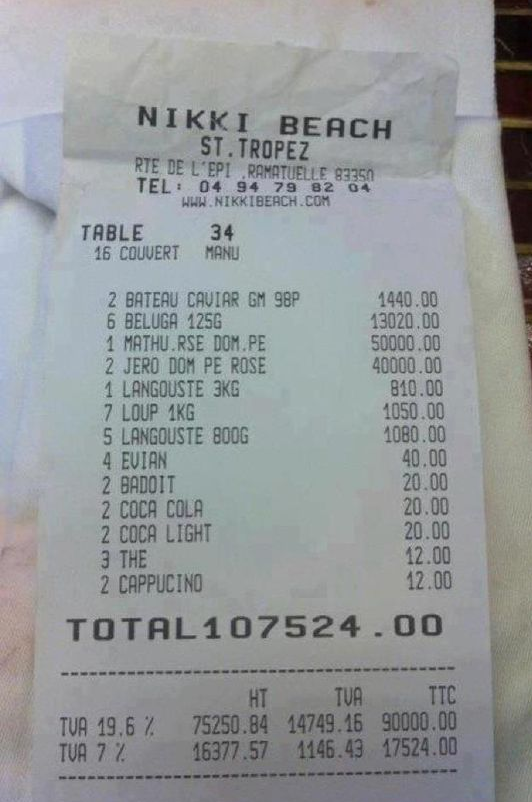 NIKKI BEACH
ST.TROPEZ
RTE DE L'EPI ,RAMATUELLE 83350
TEL: 04 94 79 82 04
WWW.NIKKIBEACH.COM
TABLE 34
16 COUVERT MANU
2 BATEAU CAVIAR GM 98P 1440.00
6 BELUGA 125G 13020.00
1 MATHU.RSE DOM.PE 50000.00
2 JERO DOM PE ROSE 40000.00
1 LANGOUSTE 3KG 810.00
7 LOUP 1KG 1050.00
5 LANGOUSTE 800G 1080.00
4 EVIAN 40.00
2 BADOIT 20.00
2 COCA COLA 20.00
2 COCA LIGHT 20.00
3 THE 12.00
2 CAPPUCINO 12.00
TOTAL107524.00
HT TVA TTC
TVA 19.6 % 75250.84 14749.16 90000.00
TVA 7 % 16377.57 1146.43 17524.00